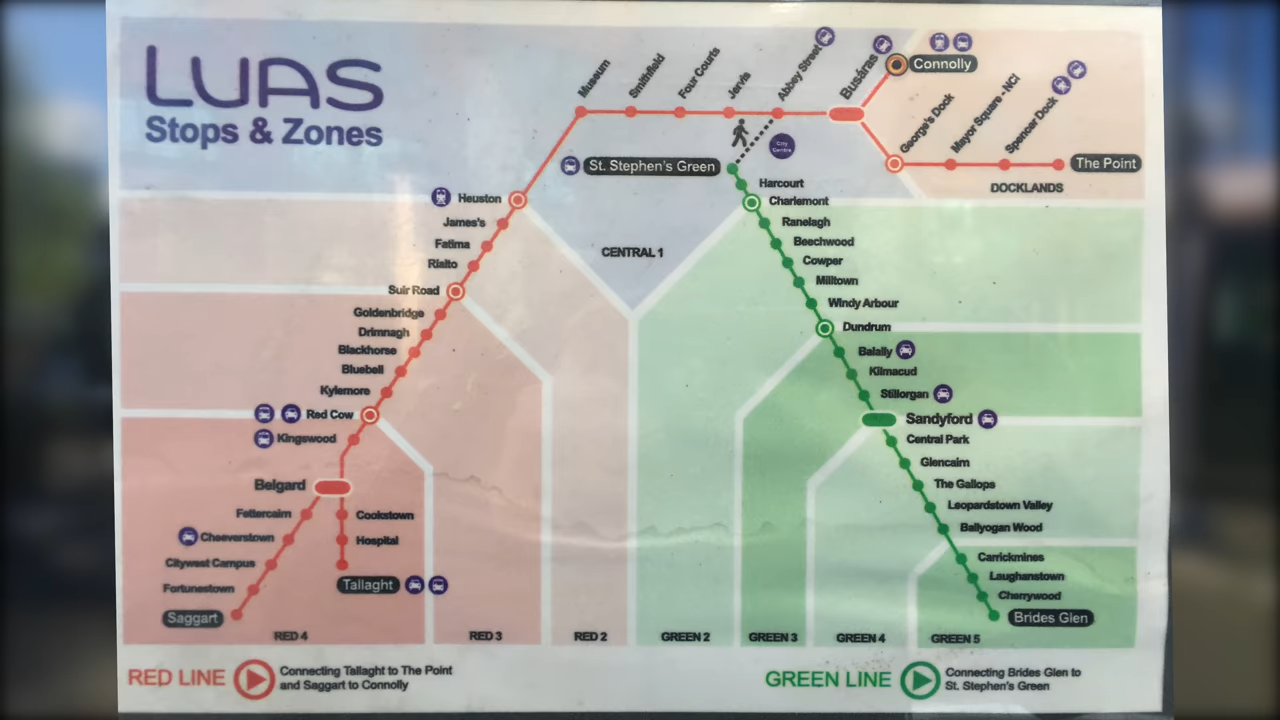 LUAS
Stops & Zones
Museum
Smithfield
Four Courts
Jervis
Abbey Street
Busáras
Connolly
George's Dock
Mayor Square - NCI
Spencer Dock
The Point
DOCKLANDS
City
Centre
St. Stephen's Green
Harcourt
Charlemont
Ranelagh
Beechwood
Cowper
Milltown
Windy Arbour
Dundrum
Balally
Kilmacud
Stillorgan
Sandyford
Central Park
Glencairn
The Gallops
Leopardstown Valley
Ballyogan Wood
Carrickmines
Laughanstown
Cherrywood
Brides Glen
CENTRAL 1
Heuston
James's
Fatima
Rialto
Suir Road
Goldenbridge
Drimnagh
Blackhorse
Bluebell
Kylemore
Red Cow
Kingswood
Belgard
Fettercairn
Cheeverstown
Citywest Campus
Fortunestown
Saggart
Cookstown
Hospital
Tallaght
RED 4
RED 3
RED 2
GREEN 2
GREEN 3
GREEN 4
GREEN 5
RED LINE
Connecting Tallaght to The Point
and Saggart to Connolly
GREEN LINE
Connecting Brides Glen to
St. Stephen's Green